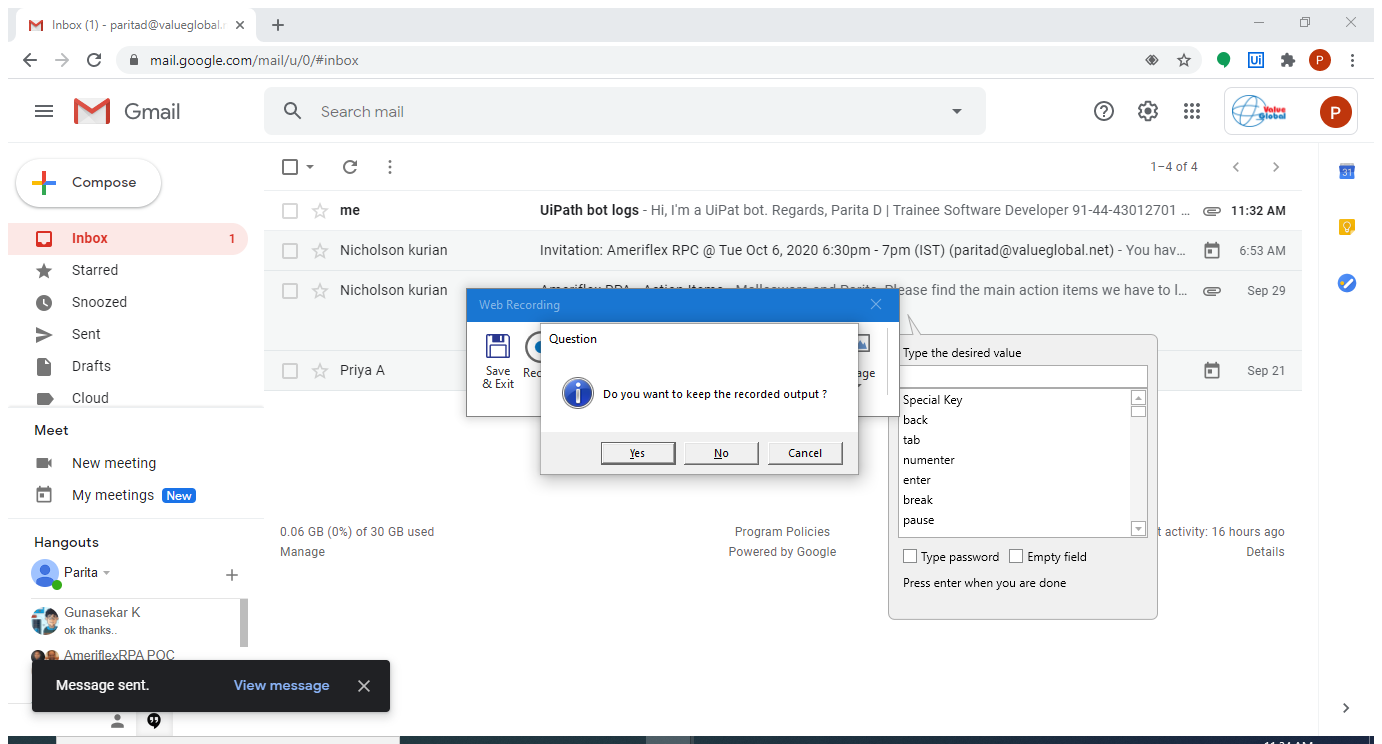 Inbox (1) - paritad@valueglobal.
mail.google.com/mail/u/0/#inbox
Ui
P
Gmail
Search mail
Value
Global
P
Compose
1–4 of 4
31
Inbox 1
Starred
Snoozed
Sent
Drafts
Cloud
me UiPath bot logs - Hi, I'm a UiPat bot. Regards, Parita D | Trainee Software Developer 91-44-43012701 ... 11:32 AM
Nicholson kurian Invitation: Ameriflex RPC @ Tue Oct 6, 2020 6:30pm - 7pm (IST) (paritad@valueglobal.net) - You hav... 6:53 AM
Nicholson kurian Please find the main action items we have to l... Sep 29
Priya A Sep 21
Web Recording
Save
& Exit
Rec
age
Question
Do you want to keep the recorded output ?
Yes No Cancel
Type the desired value
Special Key
back
tab
numenter
enter
break
pause
Type password Empty field
Press enter when you are done
Meet
New meeting
My meetings New
Hangouts
Parita
Gunasekar K
ok thanks..
AmeriflexRPA POC
0.06 GB (0%) of 30 GB used
Manage
Program Policies
Powered by Google
t activity: 16 hours ago
Details
Message sent. View message